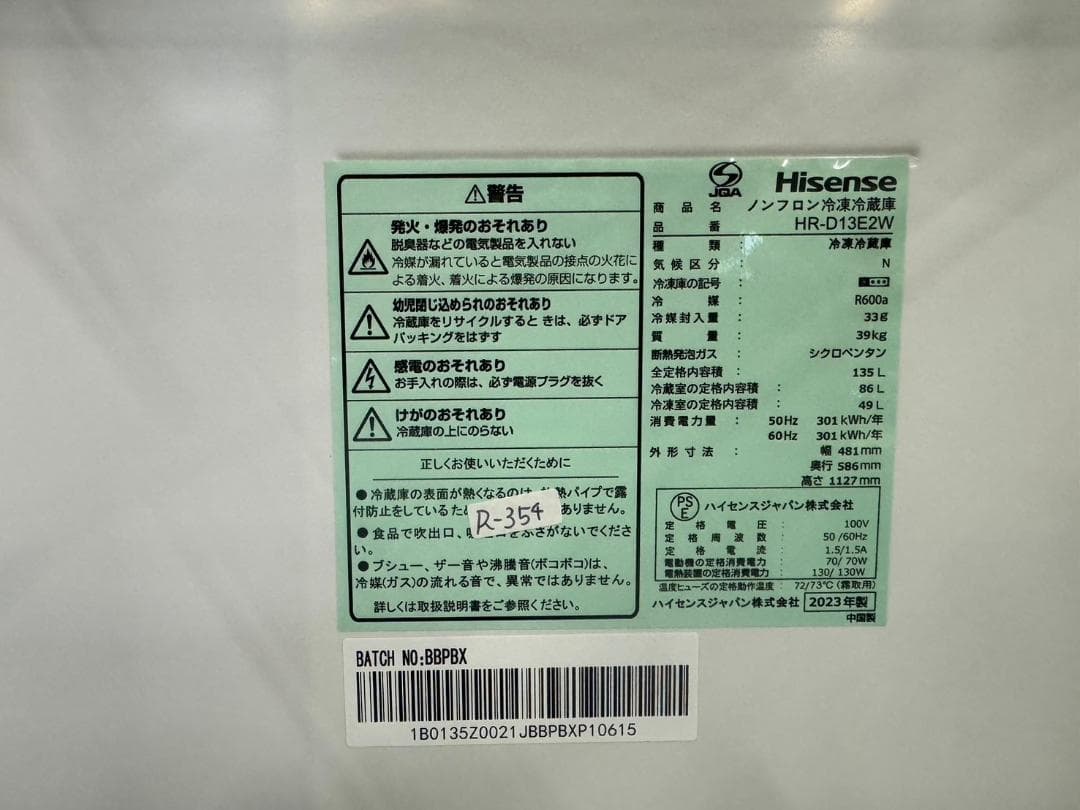 ⚠警告
発火・爆発のおそれあり
脱臭器などの電気製品を入れない
冷媒が漏れていると電気製品の接点の火花に
よる着火、着火による爆発の原因になります。
幼児閉じ込められのおそれあり
冷蔵庫をリサイクルすると きは、必ずドア
パッキングをはずす
感電のおそれあり
お手入れの際は、必ず電源プラグを抜く
けがのおそれあり
冷蔵庫の上にのらない
正しくお使いいただくために
●冷蔵庫の表面が熱くなるのは、 熱パイプで露
付防止をしているため ありません。
●食品で吹出口、 をふさがないでくださ
い。
●ブシュー、ザー音や沸騰音(ボコボコ)は、
冷媒(ガス)の流れる音で、異常ではありません。
詳しくは取扱説明書をご参照ください。
R-354
JQA
Hisense
商品名 ノンフロン冷凍冷蔵庫
品番 HR-D13E2W
種類 : 冷凍冷蔵庫
気候区分 : N
冷凍庫の記号 :
冷媒 : R600a
冷媒封入量 : 33g
質量 : 39kg
断熱発泡ガス : シクロペンタン
全定格内容積 : 135 L
冷蔵室の定格内容積 : 86 L
冷凍室の定格内容積 : 49 L
消費電力量 : 50Hz 301 kWh/年
60Hz 301 kWh/年
外形寸法 : 幅 481mm
奥行 586mm
高さ 1127mm
PSE ハイセンスジャパン株式会社
定格電圧 : 100V
定格周波数 : 50/60Hz
定格電流 : 1.5/1.5A
電動機の定格消費電力 : 70/ 70W
電熱装置の定格消費電力 : 130/ 130W
温度ヒューズの定格動作温度 : 72/73℃(霜取用)
ハイセンスジャパン株式会社 2023年製
中国製
BATCH NO:BBPBX
1B0135Z0021JBBPBXP10615